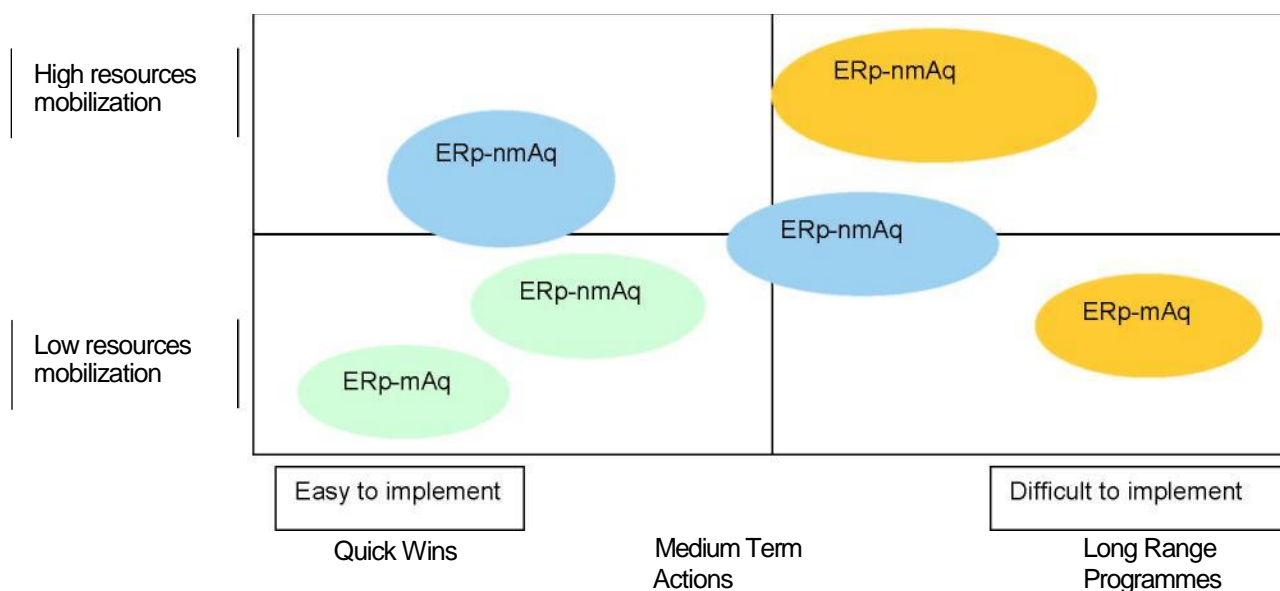 High resources
mobilization
ERp-nmAq
ERp-nmAq
ERp-nmAq
ERp-nmAq
ERp-mAq
Low resources
mobilization
ERp-mAq
Easy to implement
Difficult to implement
Quick Wins
Medium Term
Actions
Long Range
Programmes